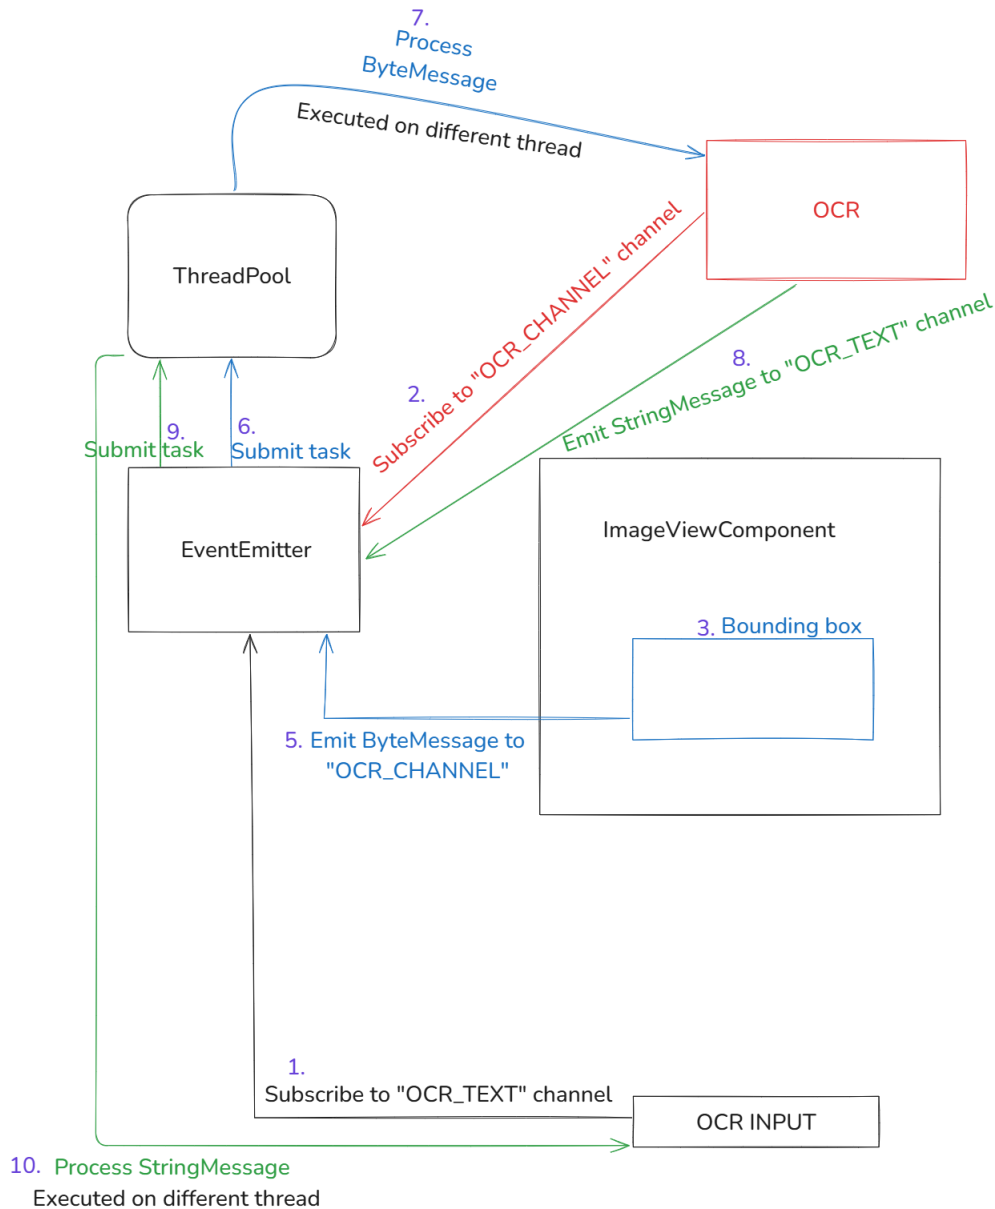 7.
Process
ByteMessage
Executed on different thread
OCR
ThreadPool
2.
Subscribe to "OCR_CHANNEL" channel
8.
Emit StringMessage to "OCR_TEXT" channel
9.
Submit task
6.
Submit task
EventEmitter
ImageViewComponent
3. Bounding box
5. Emit ByteMessage to
"OCR_CHANNEL"
1.
Subscribe to "OCR_TEXT" channel
OCR INPUT
10. Process StringMessage
Executed on different thread